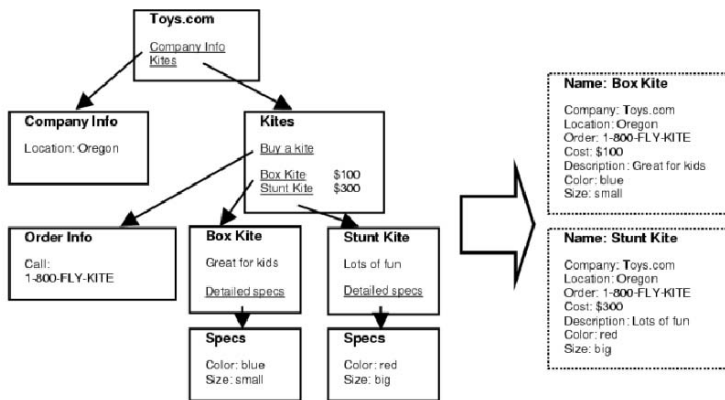 Toys.com
Company Info
Kites
Company Info
Location: Oregon
Kites
Buy a kite
Box Kite $100
Stunt Kite $300
Order Info
Call:
1-800-FLY-KITE
Box Kite
Great for kids
Detailed specs
Stunt Kite
Lots of fun
Detailed specs
Specs
Color: blue
Size: small
Specs
Color: red
Size: big
Name: Box Kite
Company: Toys.com
Location: Oregon
Order: 1-800-FLY-KITE
Cost: $100
Description: Great for kids
Color: blue
Size: small
Name: Stunt Kite
Company: Toys.com
Location: Oregon
Order: 1-800-FLY-KITE
Cost: $300
Description: Lots of fun
Color: red
Size: big